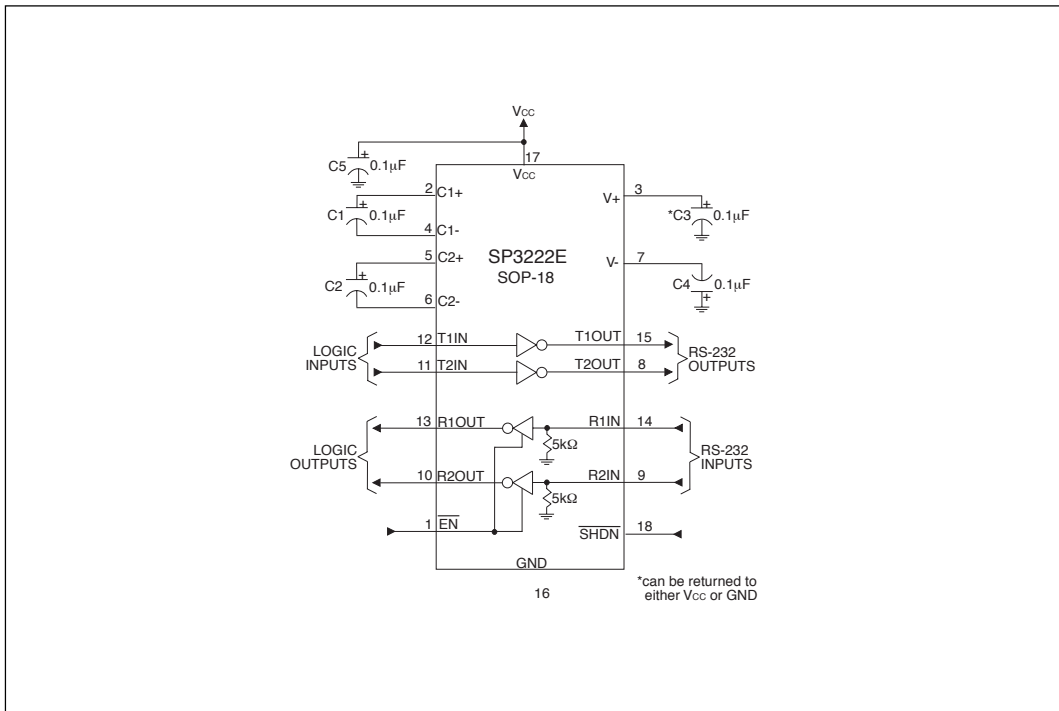 VCC
17
VCC
C5
+
0.1µF
2
C1+
C1
+
0.1µF
4
C1-
5
C2+
C2
+
0.1µF
6
C2-
SP3222E
SOP-18
V+
3
*C3
+
0.1µF
V-
7
C4
0.1µF
+
LOGIC
INPUTS
12
T1IN
T1OUT
15
11
T2IN
T2OUT
8
RS-232
OUTPUTS
LOGIC
OUTPUTS
13
R1OUT
R1IN
14
5kΩ
10
R2OUT
R2IN
9
5kΩ
RS-232
INPUTS
1
EN
SHDN
18
GND
16
*can be returned to
either VCC or GND